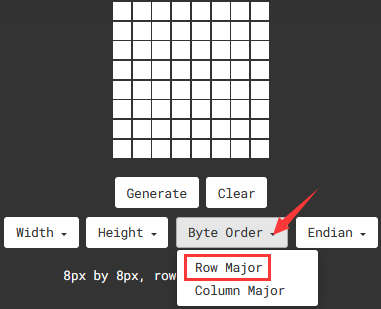 Generate Clear
Width Height Byte Order Endian
Row Major
8px by 8px, row
Column Major